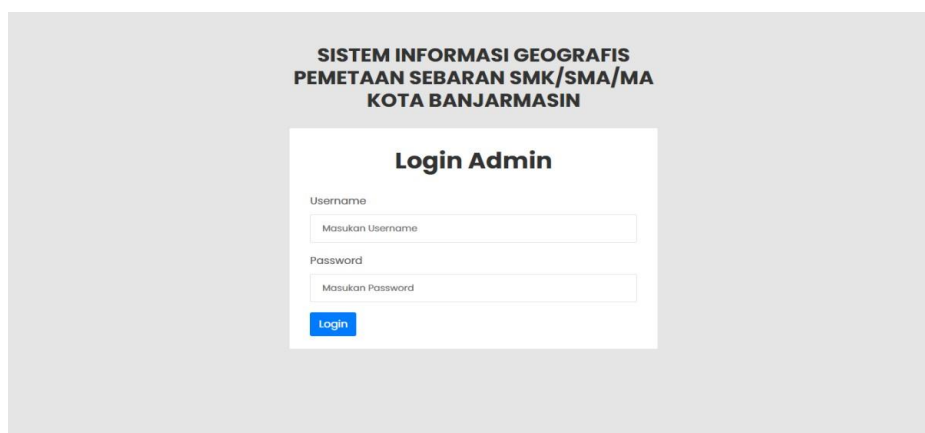 SISTEM INFORMASI GEOGRAFIS
PEMETAAN SEBARAN SMK/SMA/MA
KOTA BANJARMASIN
Login Admin
Username
Masukan Username
Password
Masukan Password
Login